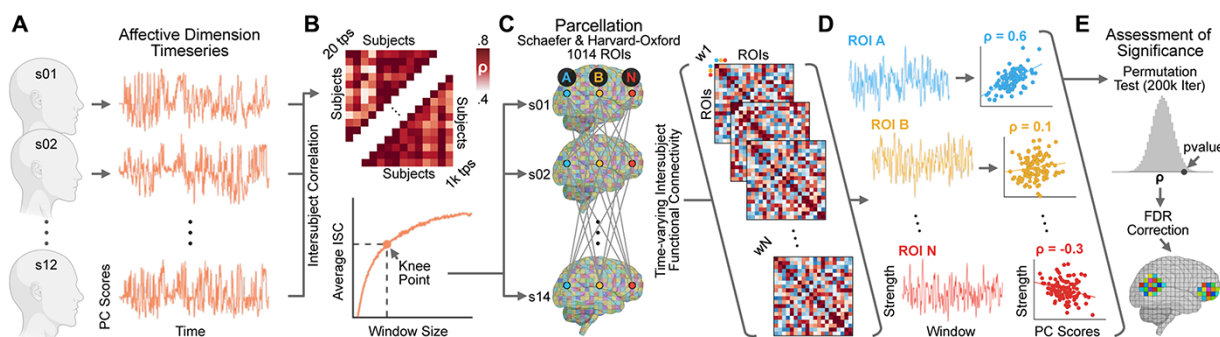 A
Affective Dimension
Timeseries
s01
s02
s12
PC Scores
Time
Intersubject Correlation
B
20 tps
Subjects
Subjects
.8
ρ
.4
Subjects
Subjects
1k tps
Average ISC
Knee
Point
Window Size
C
Parcellation
Schaefer & Harvard-Oxford
1014 ROIs
A
B
N
s01
s02
s14
Time-varying Intersubject
Functional Connectivity
w1
ROIs
ROIs
wN
D
ROI A
ρ = 0.6
ROI B
ρ = 0.1
ROI N
ρ = -0.3
Strength
Window
Strength
PC Scores
E
Assessment of
Significance
Permutation
Test (200k Iter)
pvalue
ρ
FDR
Correction